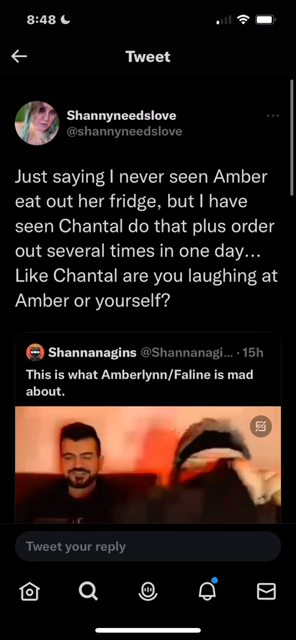 8:48
Tweet
Shannyneedslove
@shannyneedslove
Just saying I never seen Amber
eat out her fridge, but I have
seen Chantal do that plus order
out several times in one day...
Like Chantal are you laughing at
Amber or yourself?
Shannanagins @Shannanagi... · 15h
This is what Amberlynn/Faline is mad
about.
Tweet your reply